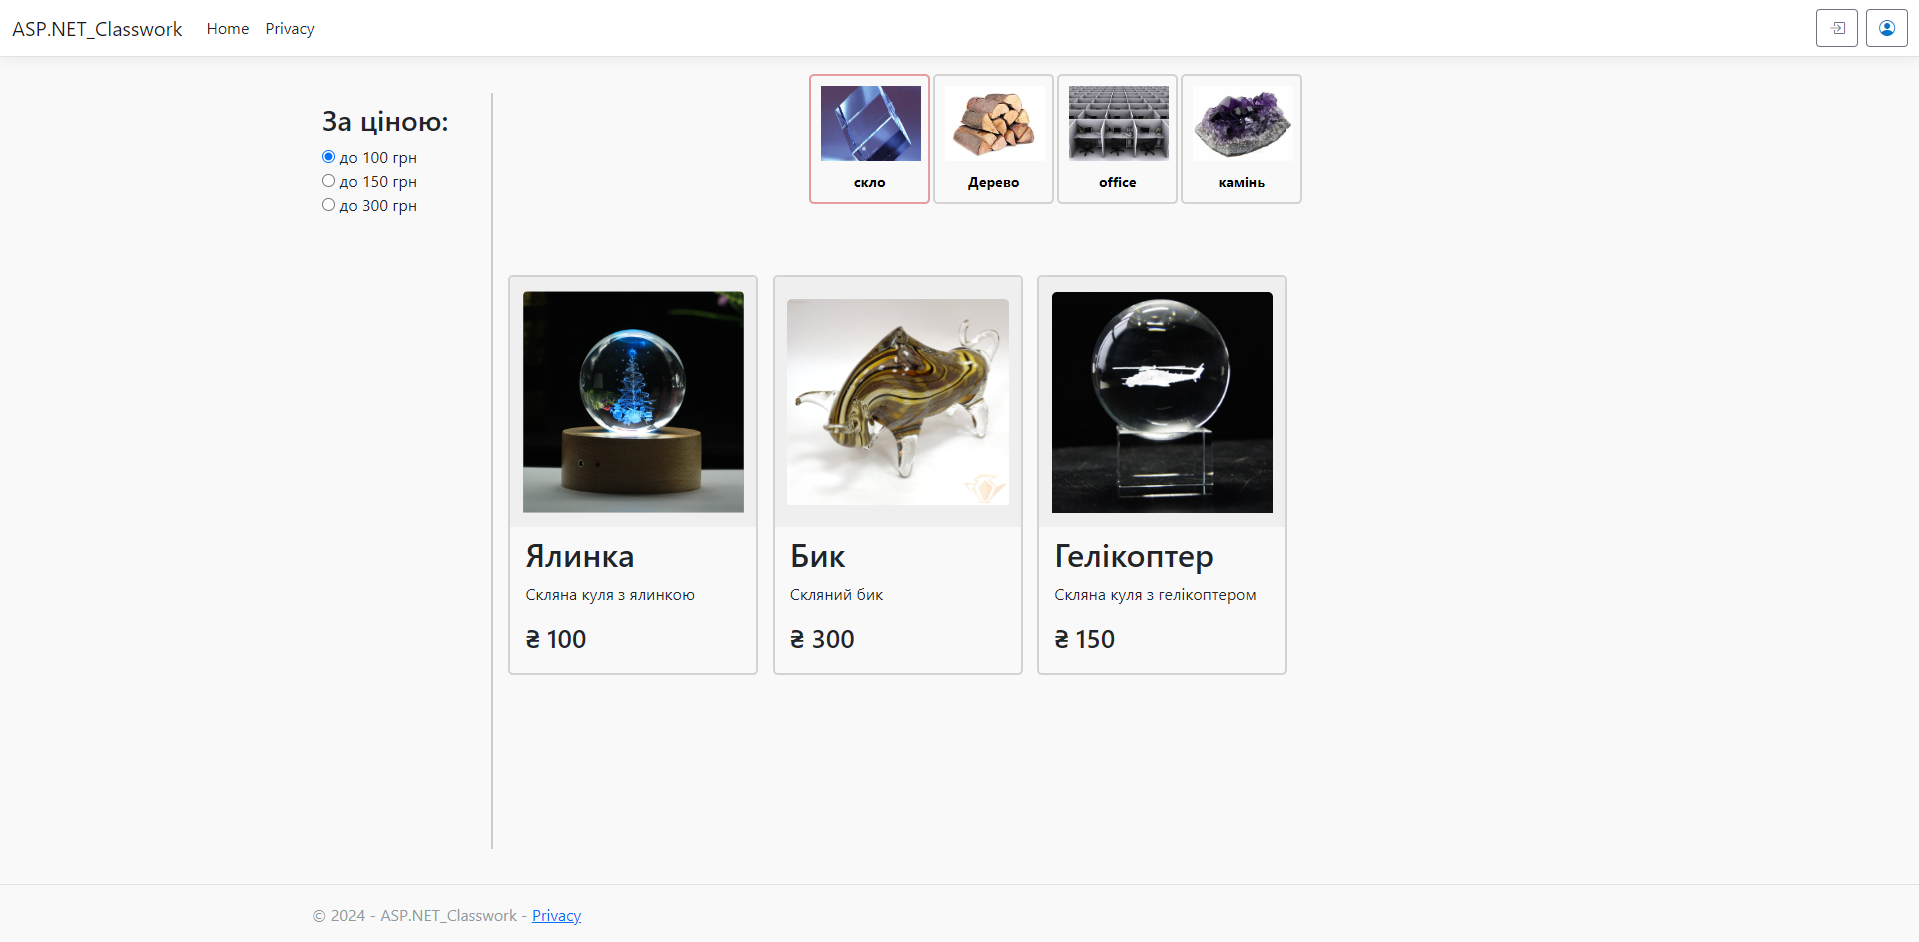 ASP.NET_Classwork Home Privacy
За ціною:
до 100 грн
до 150 грн
до 300 грн
скло
Дерево
office
камінь
Ялинка
Скляна куля з ялинкою
₴ 100
Бик
Скляний бик
₴ 300
Гелікоптер
Скляна куля з гелікоптером
₴ 150
© 2024 - ASP.NET_Classwork - Privacy